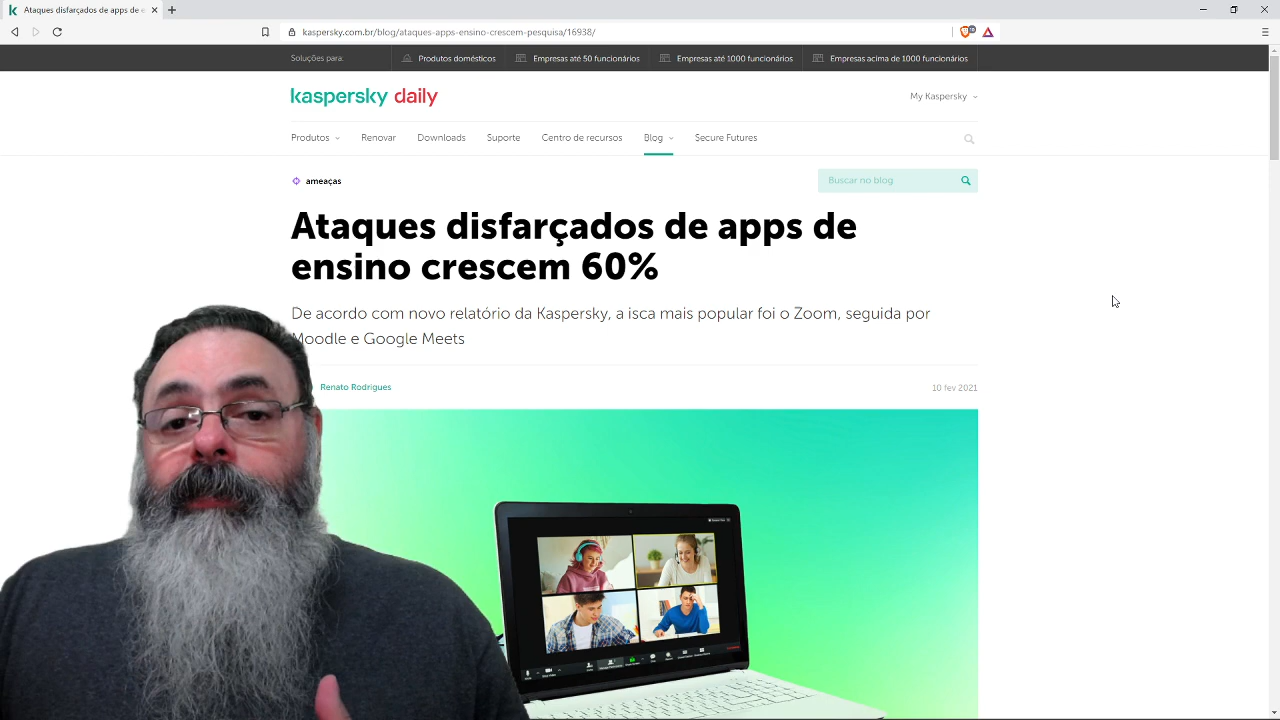 Ataques disfarçados de apps de e
kaspersky.com.br/blog/ataques-apps-ensino-crescem-pesquisa/16938/
Soluções para:
Produtos domésticos
Empresas até 50 funcionários
Empresas até 1000 funcionários
Empresas acima de 1000 funcionários
kaspersky daily
My Kaspersky
Produtos
Renovar
Downloads
Suporte
Centro de recursos
Blog
Secure Futures
ameaças
Buscar no blog
Ataques disfarçados de apps de
ensino crescem 60%
De acordo com novo relatório da Kaspersky, a isca mais popular foi o Zoom, seguida por
Moodle e Google Meets
Renato Rodrigues
10 fev 2021